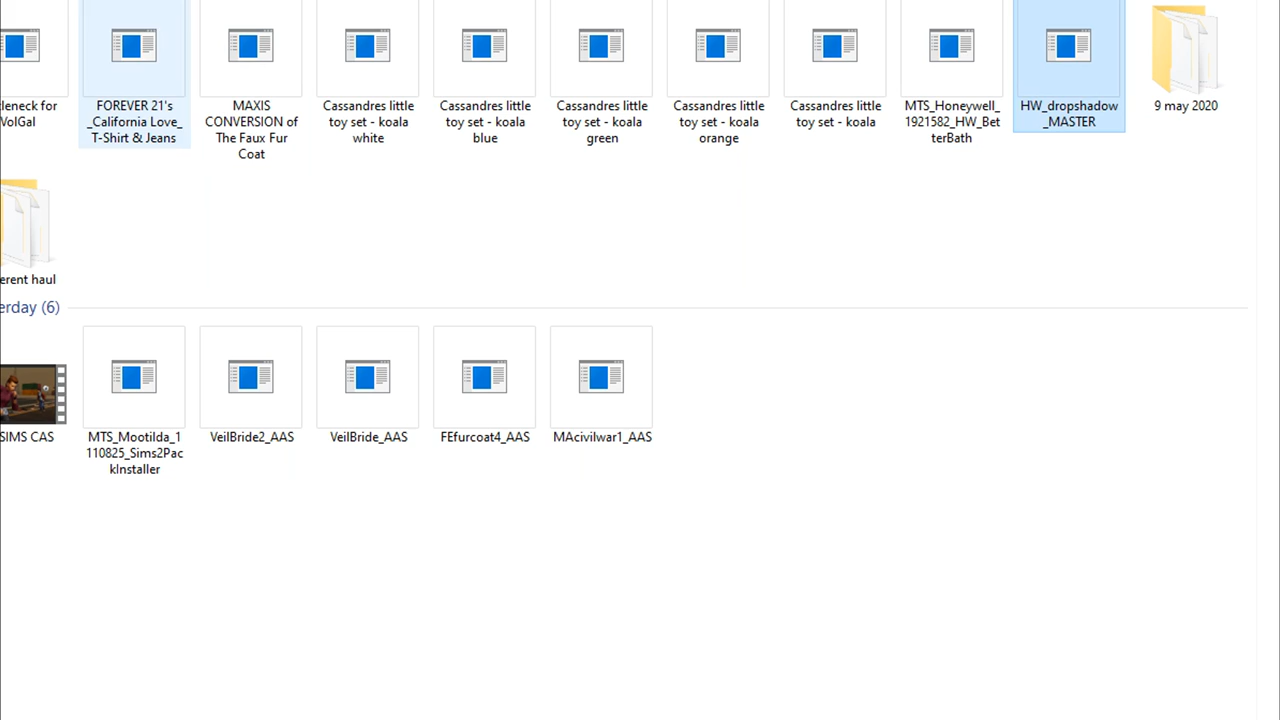 leneck for
VolGal
FOREVER 21's
_California Love_
T-Shirt & Jeans
MAXIS
CONVERSION of
The Faux Fur
Coat
Cassandres little
toy set - koala
white
Cassandres little
toy set - koala
blue
Cassandres little
toy set - koala
green
Cassandres little
toy set - koala
orange
Cassandres little
toy set - koala
MTS_Honeywell_
1921582_HW_Bet
terBath
HW_dropshadow
_MASTER
9 may 2020
erent haul
erday (6)
SIMS CAS
MTS_Mootilda_1
110825_Sims2Pac
kInstaller
VeilBride2_AAS
VeilBride_AAS
FEfurcoat4_AAS
MAcivilwar1_AAS